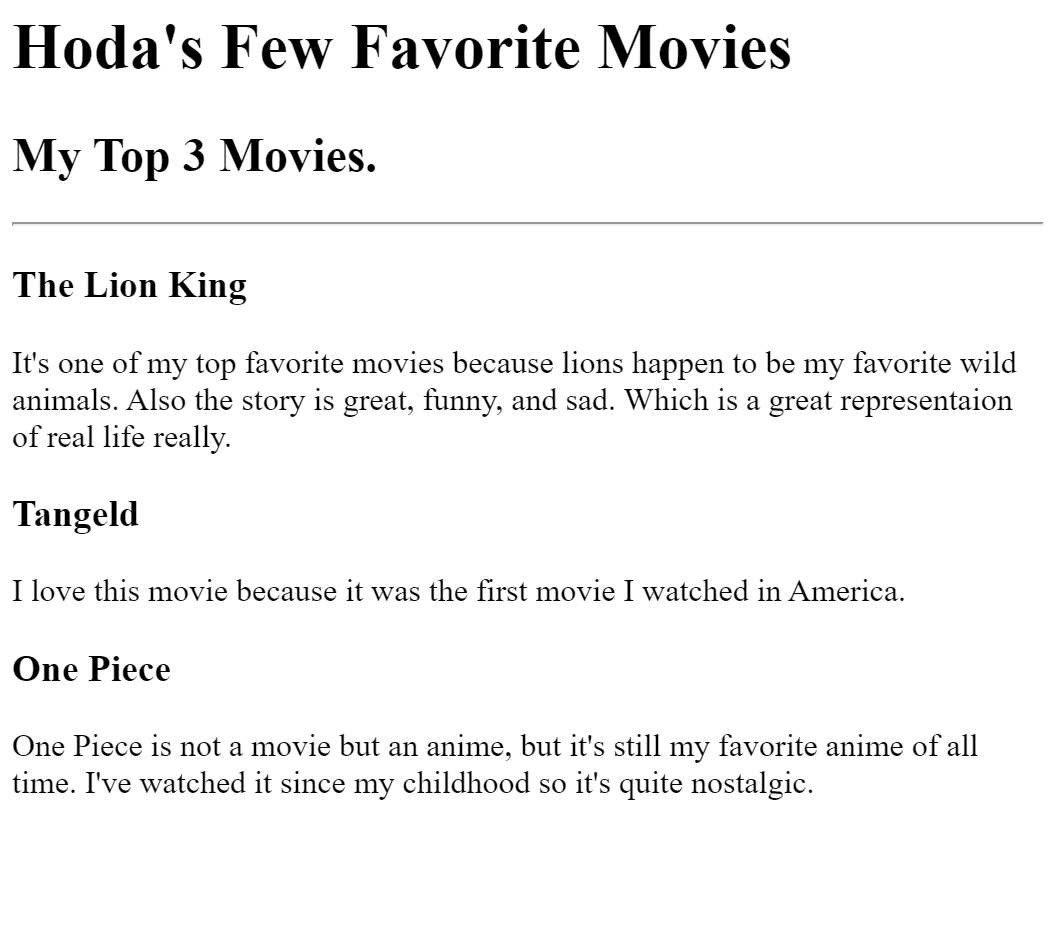 Hoda's Few Favorite Movies
My Top 3 Movies.
The Lion King
It's one of my top favorite movies because lions happen to be my favorite wild
animals. Also the story is great, funny, and sad. Which is a great representaion
of real life really.
Tangeld
I love this movie because it was the first movie I watched in America.
One Piece
One Piece is not a movie but an anime, but it's still my favorite anime of all
time. I've watched it since my childhood so it's quite nostalgic.